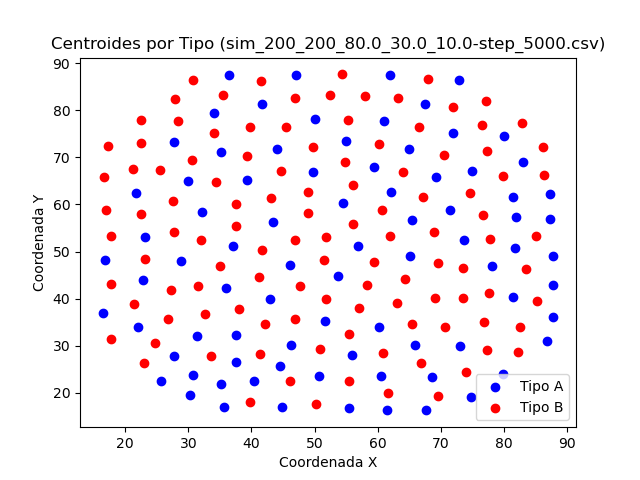 Centroides por Tipo (sim_200_200_80.0_30.0_10.0-step_5000.csv)
90
80
70
60
50
40
30
20
Coordenada Y
20 30 40 50 60 70 80 90
Coordenada X
Tipo A
Tipo B